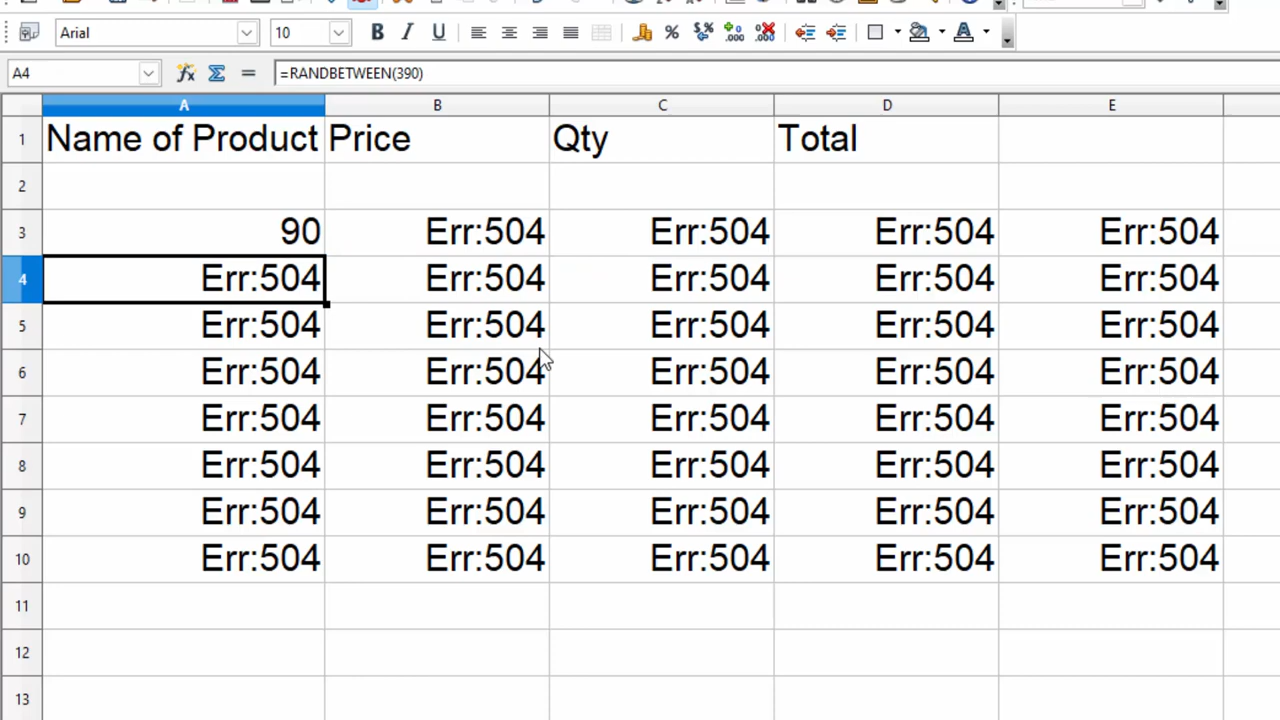 Arial 10
A4 =RANDBETWEEN(390)
A B C D E
1 Name of Product Price Qty Total
2
3 90 Err:504 Err:504 Err:504 Err:504
4 Err:504 Err:504 Err:504 Err:504 Err:504
5 Err:504 Err:504 Err:504 Err:504 Err:504
6 Err:504 Err:504 Err:504 Err:504 Err:504
7 Err:504 Err:504 Err:504 Err:504 Err:504
8 Err:504 Err:504 Err:504 Err:504 Err:504
9 Err:504 Err:504 Err:504 Err:504 Err:504
10 Err:504 Err:504 Err:504 Err:504 Err:504
11
12
13